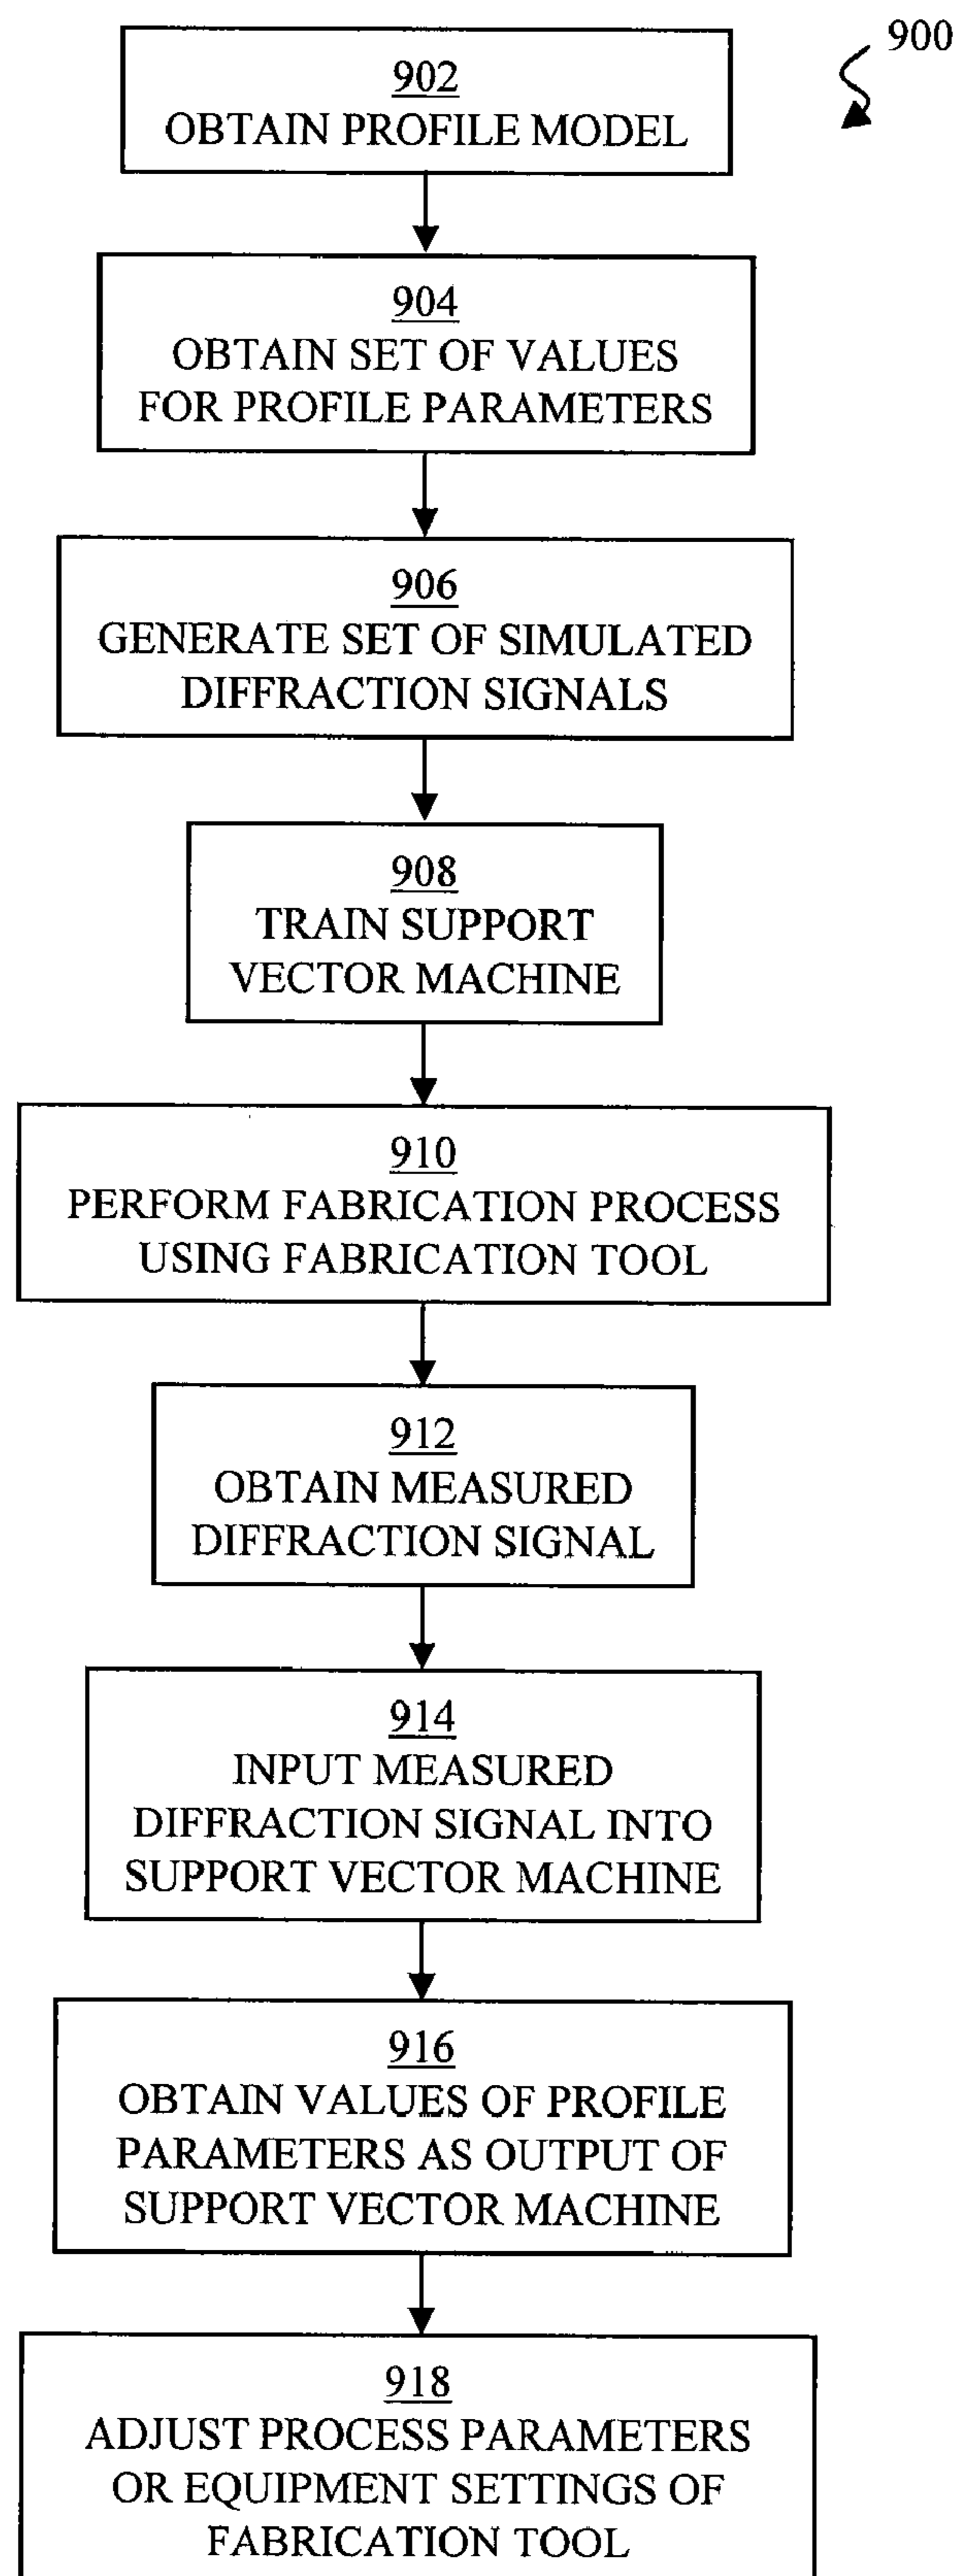 900
902
OBTAIN PROFILE MODEL
904
OBTAIN SET OF VALUES
FOR PROFILE PARAMETERS
906
GENERATE SET OF SIMULATED
DIFFRACTION SIGNALS
908
TRAIN SUPPORT
VECTOR MACHINE
910
PERFORM FABRICATION PROCESS
USING FABRICATION TOOL
912
OBTAIN MEASURED
DIFFRACTION SIGNAL
914
INPUT MEASURED
DIFFRACTION SIGNAL INTO
SUPPORT VECTOR MACHINE
916
OBTAIN VALUES OF PROFILE
PARAMETERS AS OUTPUT OF
SUPPORT VECTOR MACHINE
918
ADJUST PROCESS PARAMETERS
OR EQUIPMENT SETTINGS OF
FABRICATION TOOL